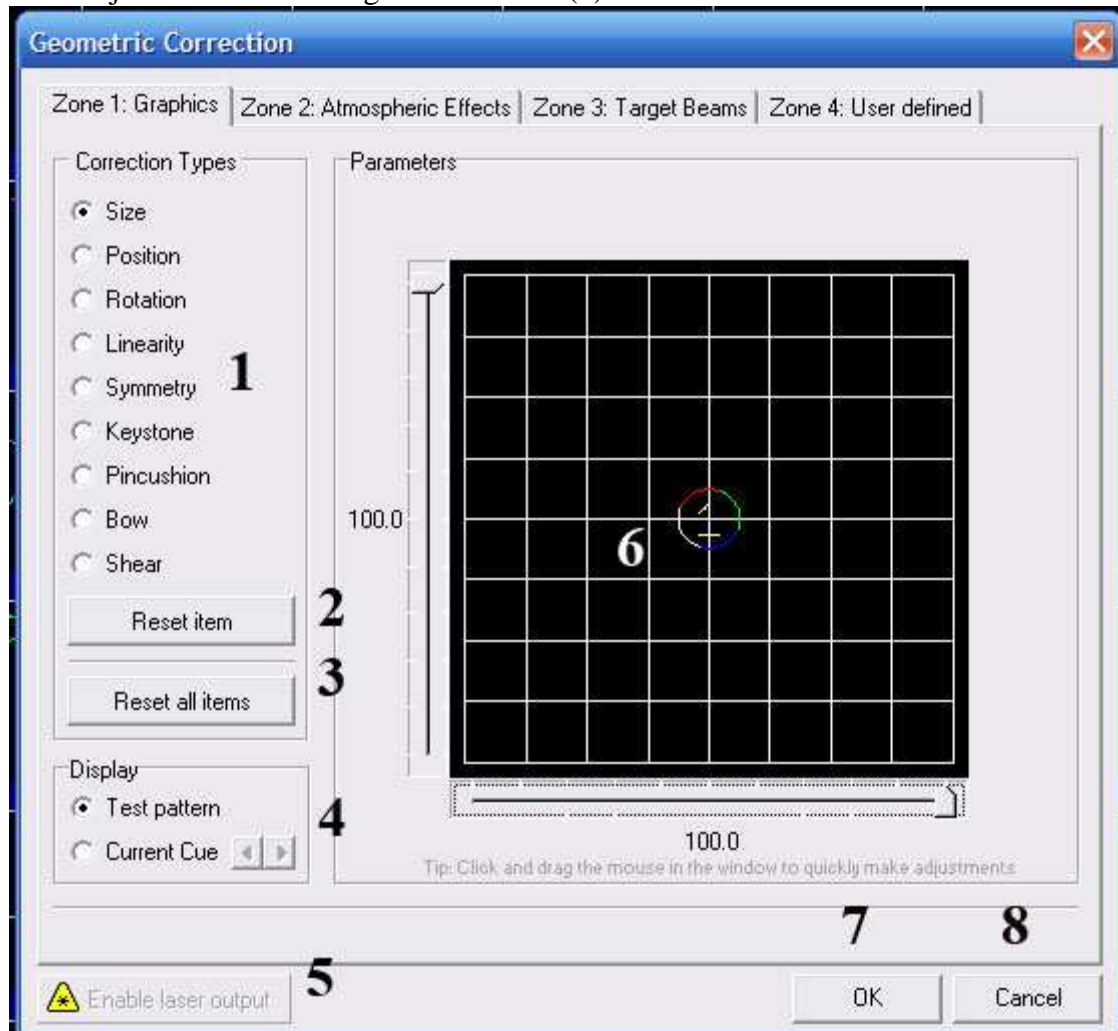 Geometric Correction
Zone 1: Graphics Zone 2: Atmospheric Effects Zone 3: Target Beams Zone 4: User defined
Correction Types
Size
Position
Rotation
Linearity
Symmetry
Keystone
Pincushion
Bow
Shear
1
Reset item
2
Reset all items
3
Display
Test pattern
Current Cue
4
Enable laser output
5
Parameters
100.0
6
100.0
Tip: Click and drag the mouse in the window to quickly make adjustments
7
8
OK
Cancel